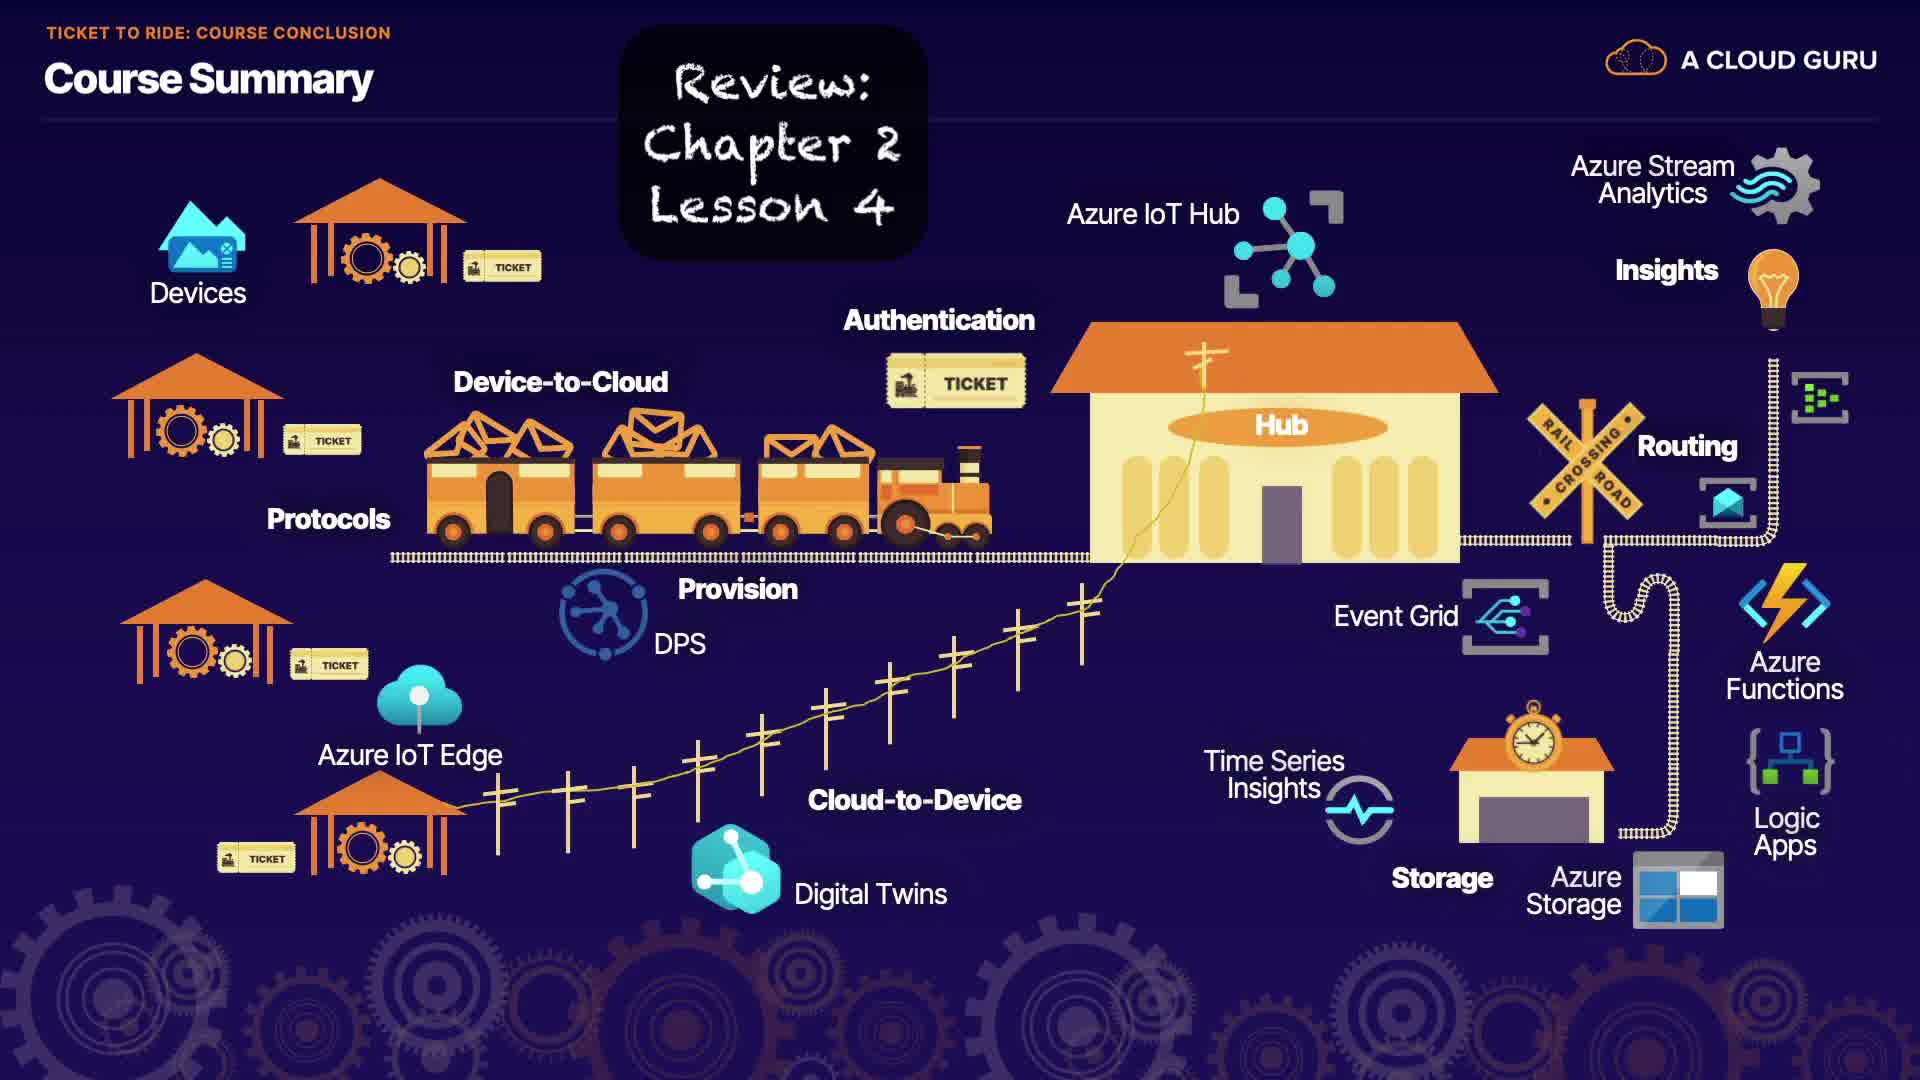 TICKET TO RIDE: COURSE CONCLUSION
Course Summary
Review:
Chapter 2
Lesson 4
A CLOUD GURU
Devices
TICKET
Azure IoT Hub
Azure Stream
Analytics
Insights
Authentication
TICKET
Device-to-Cloud
TICKET
Hub
RAIL
CROSSING
ROAD
Routing
Protocols
Provision
DPS
TICKET
Event Grid
Azure
Functions
Azure IoT Edge
Cloud-to-Device
Time Series
Insights
Logic
Apps
TICKET
Digital Twins
Storage
Azure
Storage